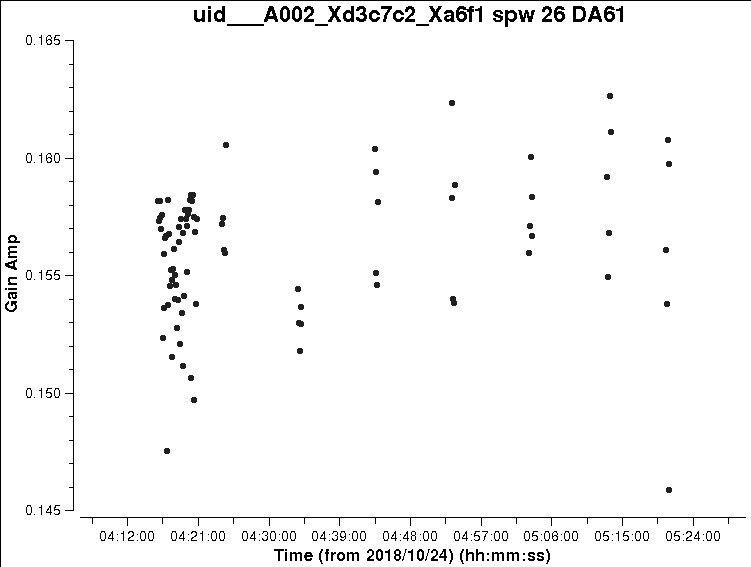 uid___A002_Xd3c7c2_Xa6f1 spw 26 DA61
0.165
0.160
0.155
0.150
0.145
Gain Amp
04:12:00 04:21:00 04:30:00 04:39:00 04:48:00 04:57:00 05:06:00 05:15:00 05:24:00
Time (from 2018/10/24) (hh:mm:ss)